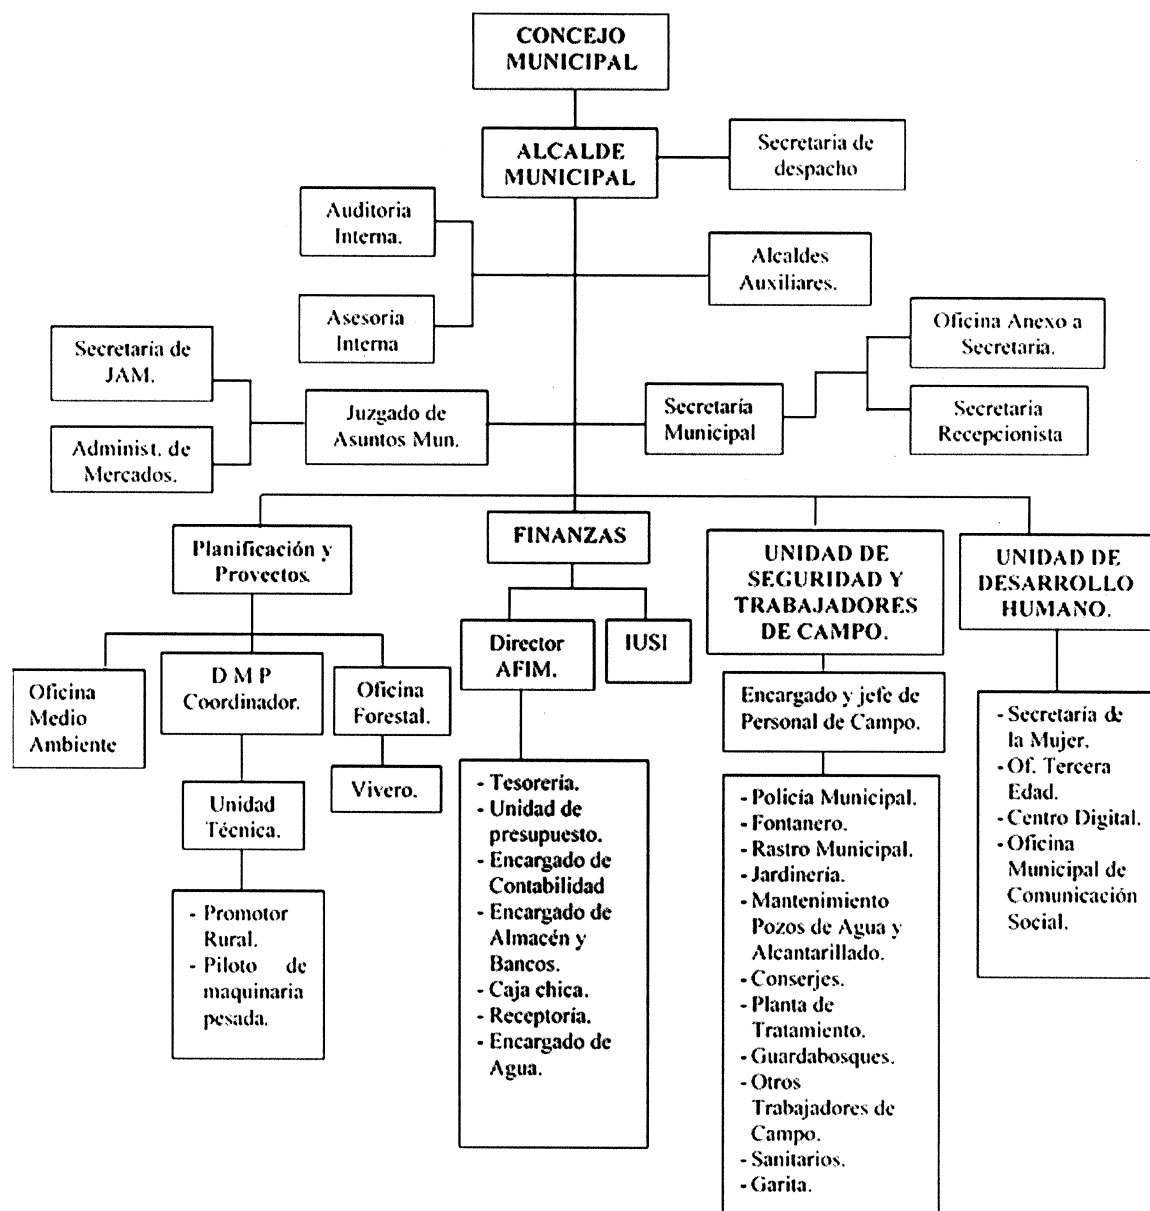 CONCEJO
MUNICIPAL
ALCALDE
MUNICIPAL
Secretaría de
despacho
Auditoria
Interna.
Alcaldes
Auxiliares.
Asesoría
Interna
Oficina Anexo a
Secretaria.
Secretaría de
JAM.
Juzgado de
Asuntos Mun.
Secretaría
Municipal
Secretaria
Recepcionista
Administ. de
Mercados.
Planificación y
Proyectos.
FINANZAS
UNIDAD DE
SEGURIDAD Y
TRABAJADORES
DE CAMPO.
UNIDAD DE
DESARROLLO
HUMANO.
Oficina
Medio
Ambiente
D M P
Coordinador.
Oficina
Forestal.
Director
AFIM.
IUSI
Encargado y jefe de
Personal de Campo.
- Secretaría de
la Mujer.
- Of. Tercera
Edad.
- Centro Digital.
- Oficina
Municipal de
Comunicación
Social.
Unidad
Técnica.
Vivero.
- Promotor
Rural.
- Piloto de
maquinaria
pesada.
- Tesorería.
- Unidad de
presupuesto.
- Encargado de
Contabilidad
- Encargado de
Almacén y
Bancos.
- Caja chica.
- Receptoría.
- Encargado de
Agua.
- Policía Municipal.
- Fontanero.
- Rastro Municipal.
- Jardinería.
- Mantenimiento
Pozos de Agua y
Alcantarillado.
- Conserjes.
- Planta de
Tratamiento.
- Guardabosques.
- Otros
Trabajadores de
Campo.
- Sanitarios.
- Garita.